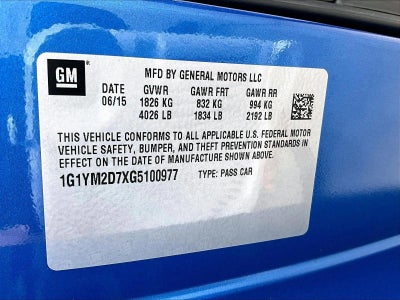 GM
MFD BY GENERAL MOTORS LLC
DATE GVWR GAWR FRT GAWR RR
06/15 1826 KG 832 KG 994 KG
4026 LB 1834 LB 2192 LB
THIS VEHICLE CONFORMS TO ALL APPLICABLE U.S. FEDERAL MOTOR
VEHICLE SAFETY, BUMPER, AND THEFT PREVENTION STANDARDS
IN EFFECT ON THE DATE OF MANUFACTURE SHOWN ABOVE.
1G1YM2D7XG5100977 TYPE: PASS CAR